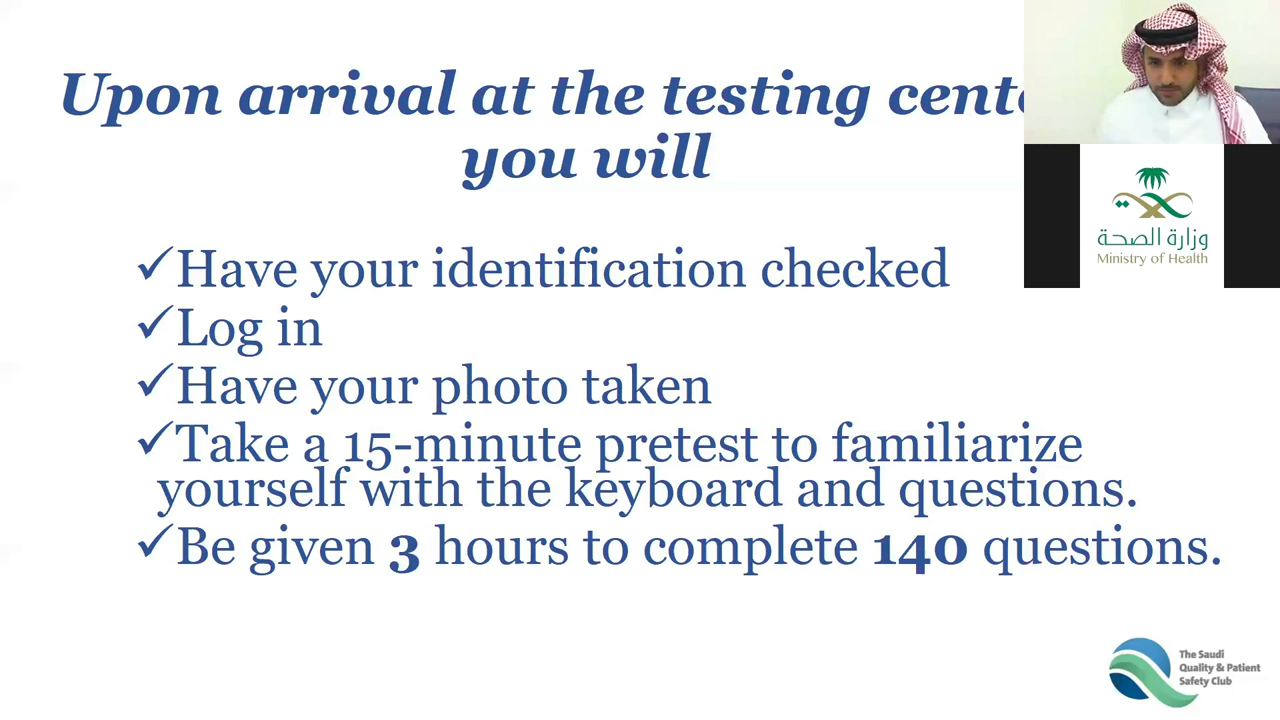 Upon arrival at the testing
you will
✓Have your identification checked
✓Log in
✓Have your photo taken
✓Take a 15-minute pretest to familiarize
yourself with the keyboard and questions.
✓Be given 3 hours to complete 140 questions.
وزارة الصحة
Ministry of Health
The Saudi
Quality & Patient
Safety Club